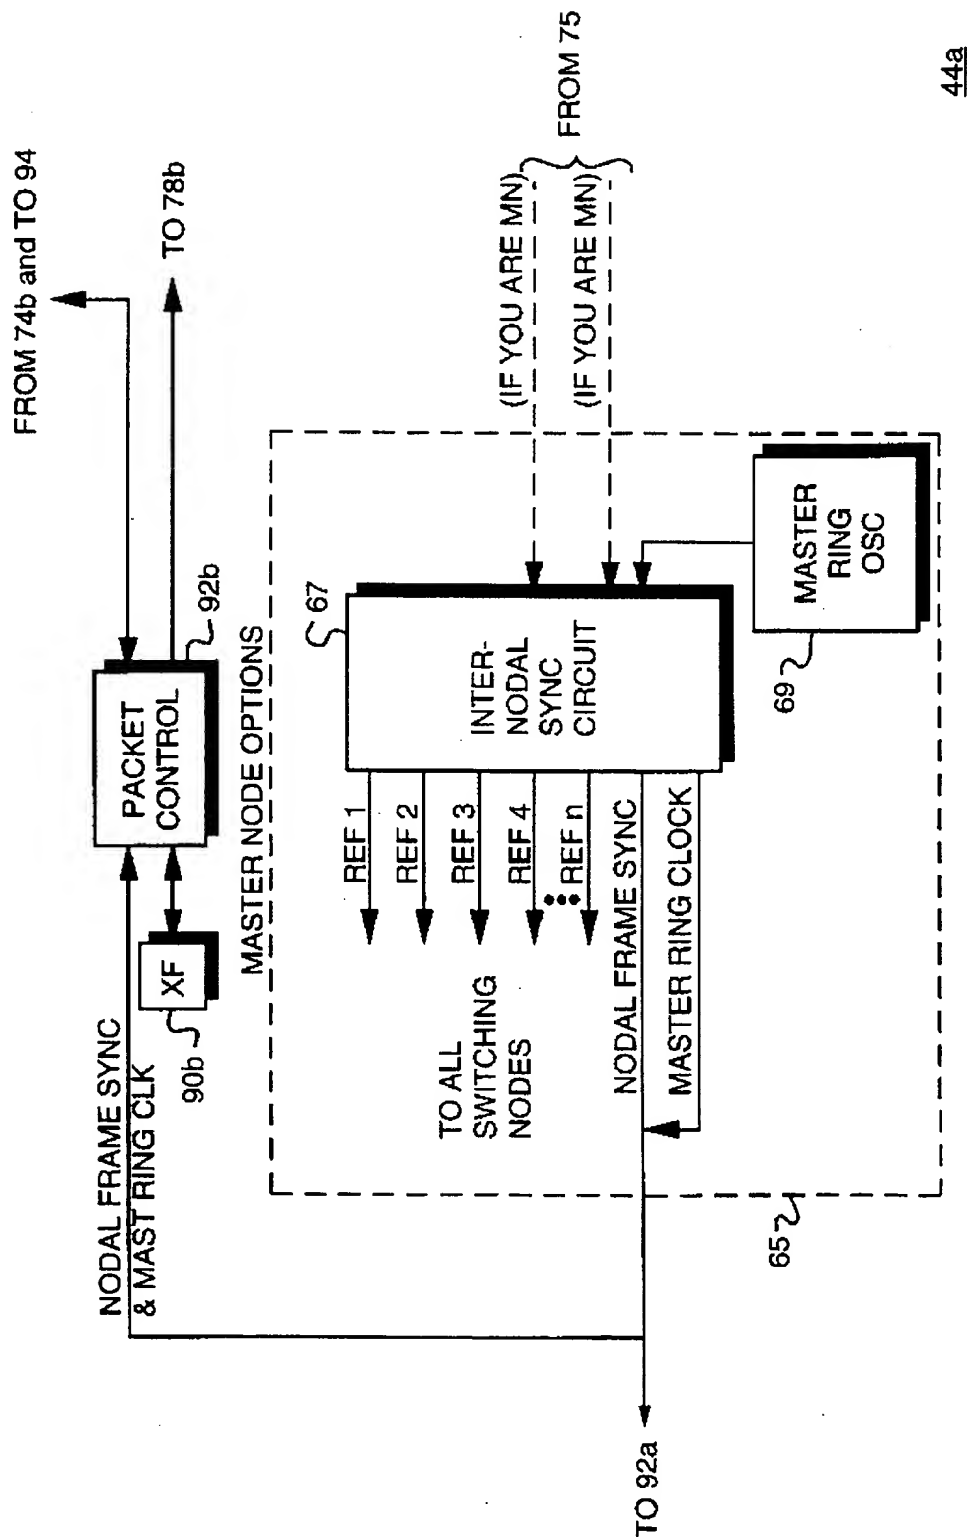 FROM 74b and TO 94
TO 78b
NODAL FRAME SYNC
& MAST RING CLK
XF
90b
PACKET
CONTROL
92b
MASTER NODE OPTIONS
67
(IF YOU ARE MN)
(IF YOU ARE MN)
FROM 75
REF 1
REF 2
REF 3
REF 4
REF n
TO ALL
SWITCHING
NODES
INTER-
NODAL
SYNC
CIRCUIT
NODAL FRAME SYNC
MASTER RING CLOCK
MASTER
RING
OSC
69
65
TO 92a
44a